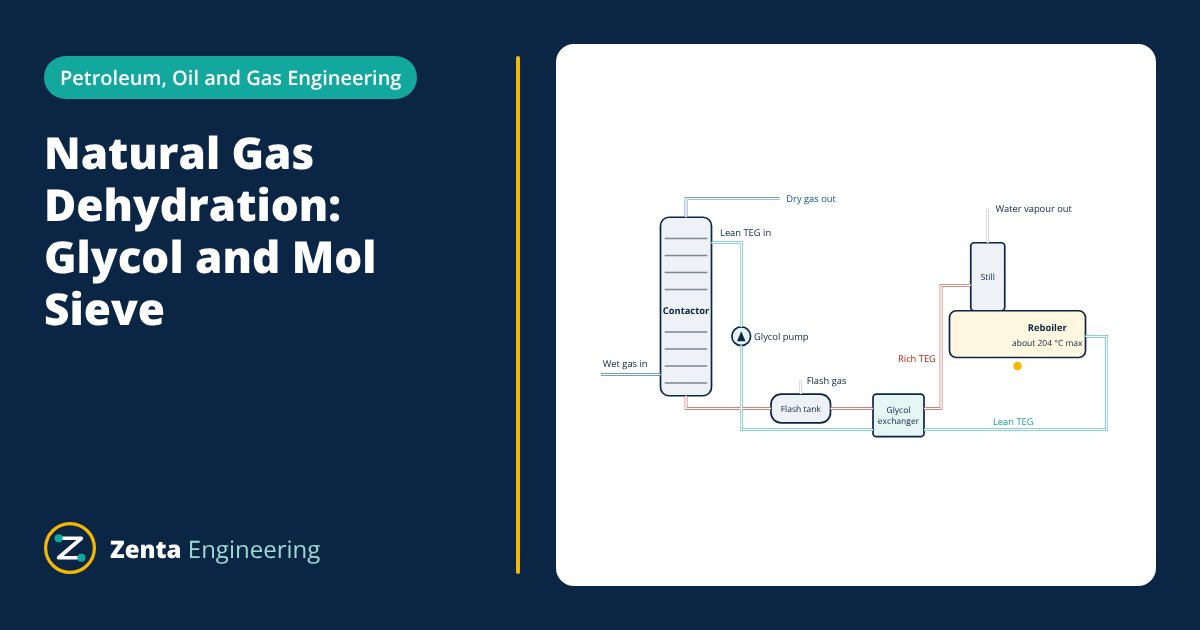 Petroleum, Oil and Gas Engineering
Natural Gas
Dehydration:
Glycol and Mol
Sieve
Zenta Engineering
Dry gas out
Lean TEG in
Contactor
Glycol pump
Wet gas in
Flash gas
Flash tank
Glycol
exchanger
Rich TEG
Water vapour out
Still
Reboiler
about 204 °C max
Lean TEG